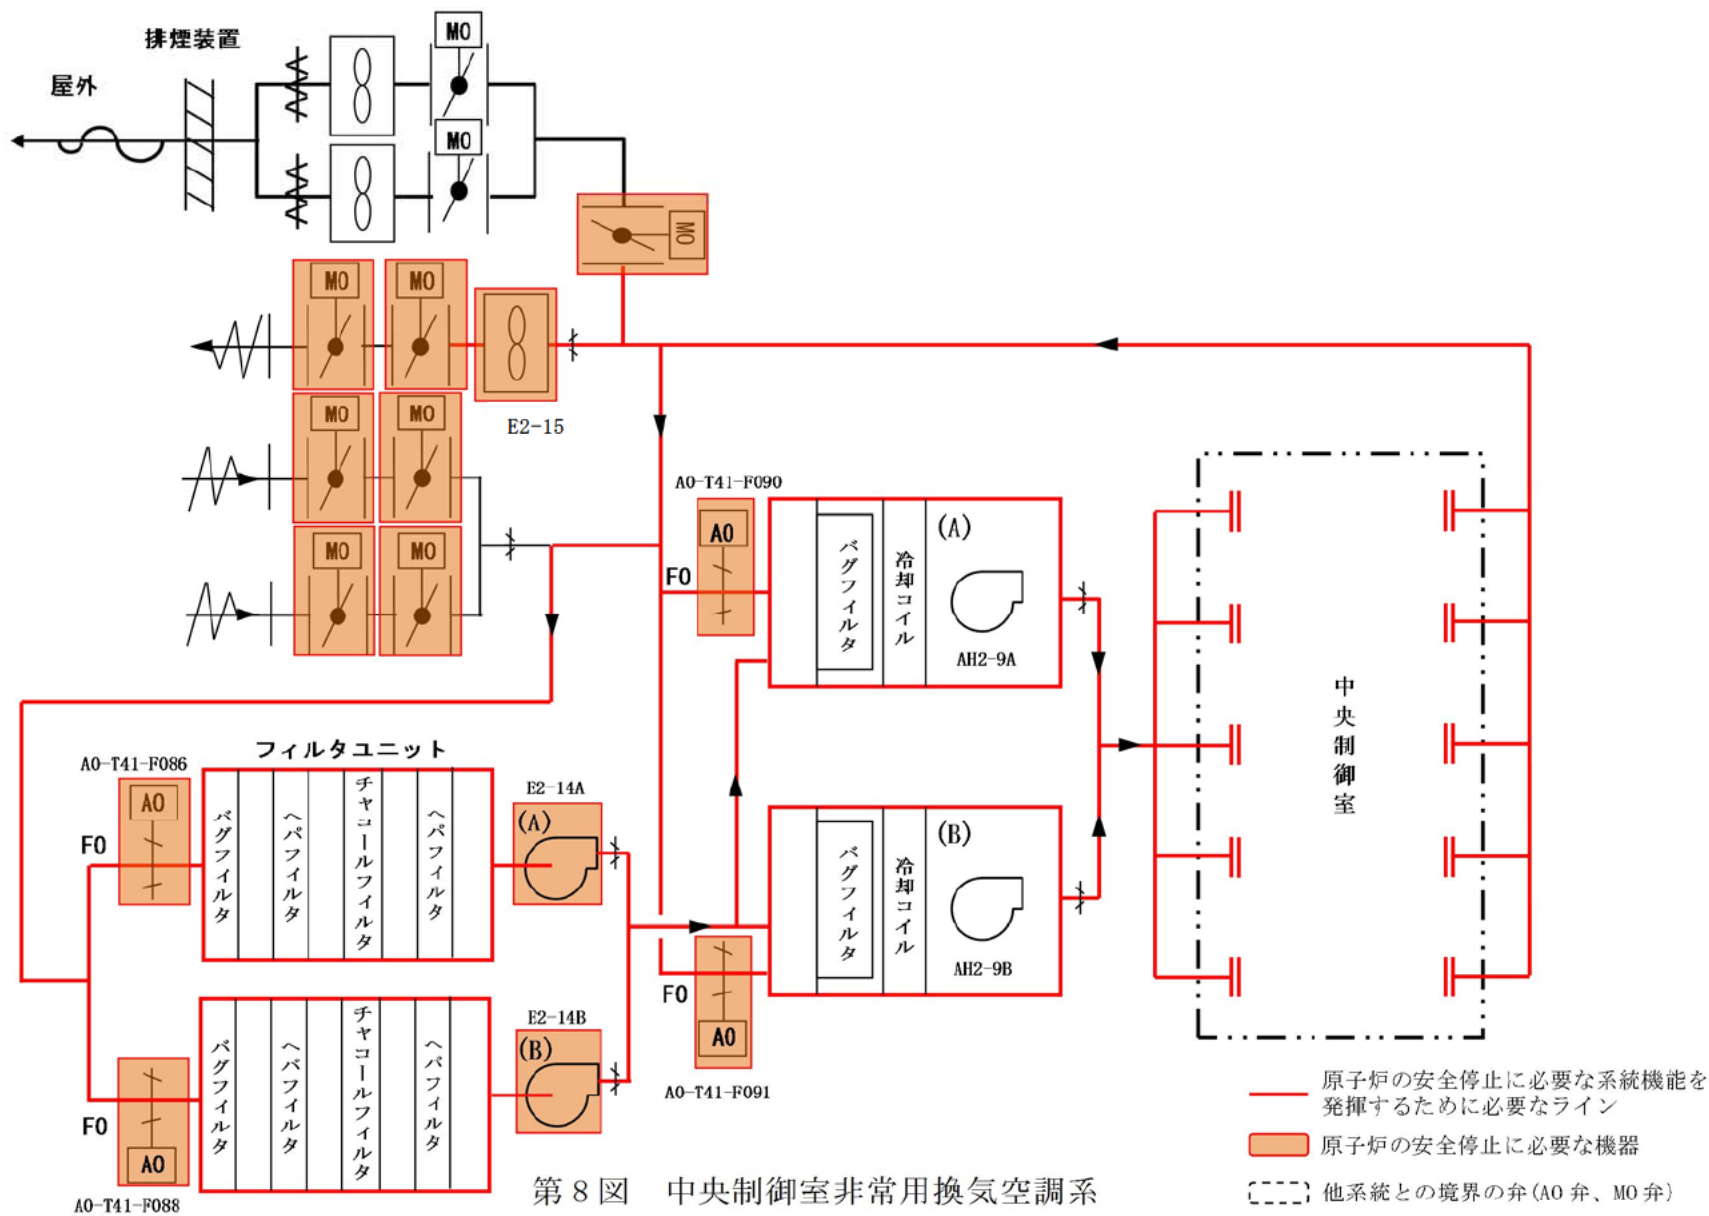 排煙装置
屋外
MO
MO
MO
MO
MO
E2-15
MO
MO
MO
MO
AO-T41-F090
AO
FO
バグフィルタ
冷却コイル
(A)
AH2-9A
中央制御室
フィルタユニット
AO-T41-F086
AO
FO
バグフィルタ
ヘパフィルタ
チャコールフィルタ
ヘパフィルタ
E2-14A
(A)
バグフィルタ
冷却コイル
(B)
AH2-9B
FO
AO
AO-T41-F091
バグフィルタ
ヘパフィルタ
チャコールフィルタ
ヘパフィルタ
E2-14B
(B)
FO
AO
AO-T41-F088
原子炉の安全停止に必要な系統機能を
発揮するために必要なライン
原子炉の安全停止に必要な機器
他系統との境界の弁(AO弁、MO弁)
第8図 中央制御室非常用換気空調系